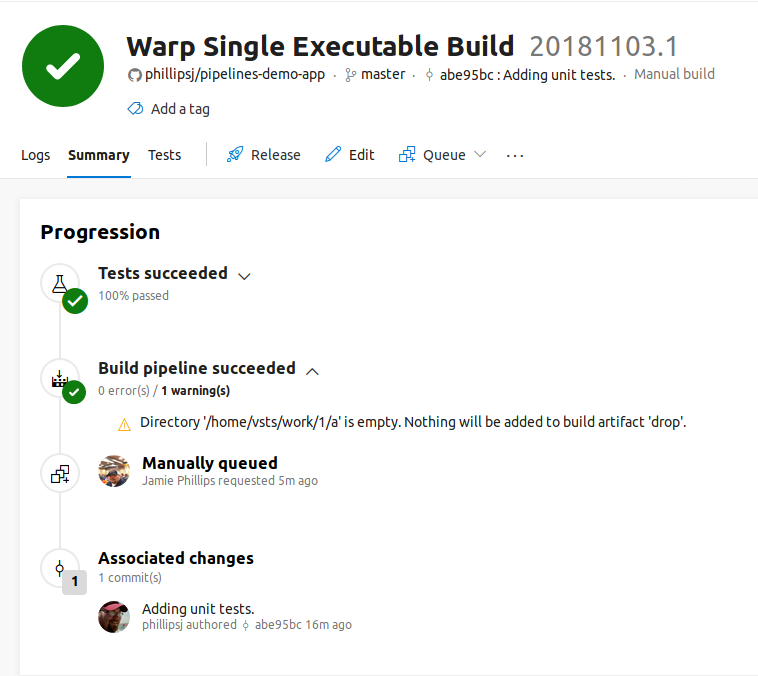 Warp Single Executable Build 20181103.1
phillipsj/pipelines-demo-app · master · abe95bc : Adding unit tests. · Manual build
Add a tag
Logs Summary Tests Release Edit Queue ···
Progression
Tests succeeded
100% passed
Build pipeline succeeded
0 error(s) / 1 warning(s)
Directory '/home/vsts/work/1/a' is empty. Nothing will be added to build artifact 'drop'.
Manually queued
Jamie Phillips requested 5m ago
Associated changes
1
1 commit(s)
Adding unit tests.
phillipsj authored abe95bc 16m ago